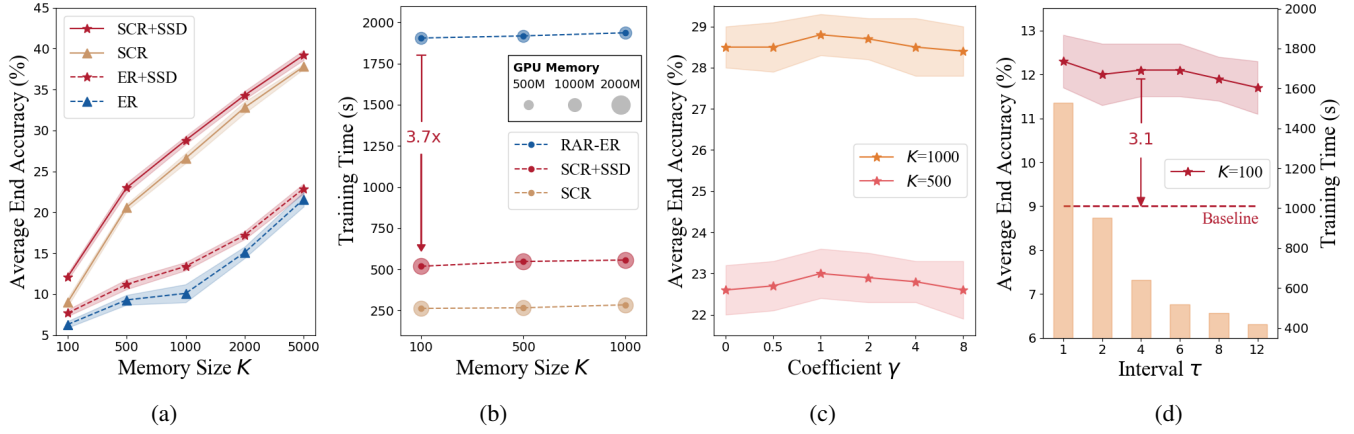 Average End Accuracy (%)
45
40
35
30
25
20
15
10
5
SCR+SSD
SCR
ER+SSD
ER
100
500
1000
2000
5000
Memory Size K
(a)
Training Time (s)
2000
1750
1500
1250
1000
750
500
250
GPU Memory
500M 1000M 2000M
3.7x
RAR-ER
SCR+SSD
SCR
100
500
1000
Memory Size K
(b)
Average End Accuracy (%)
29
28
27
26
25
24
23
22
K=1000
K=500
0
0.5
1
2
4
8
Coefficient γ
(c)
Average End Accuracy (%)
13
12
11
10
9
8
7
6
3.1
K=100
Baseline
2000
1800
1600
1400
1200
1000
800
600
400
Training Time (s)
1
2
4
6
8
12
Interval τ
(d)